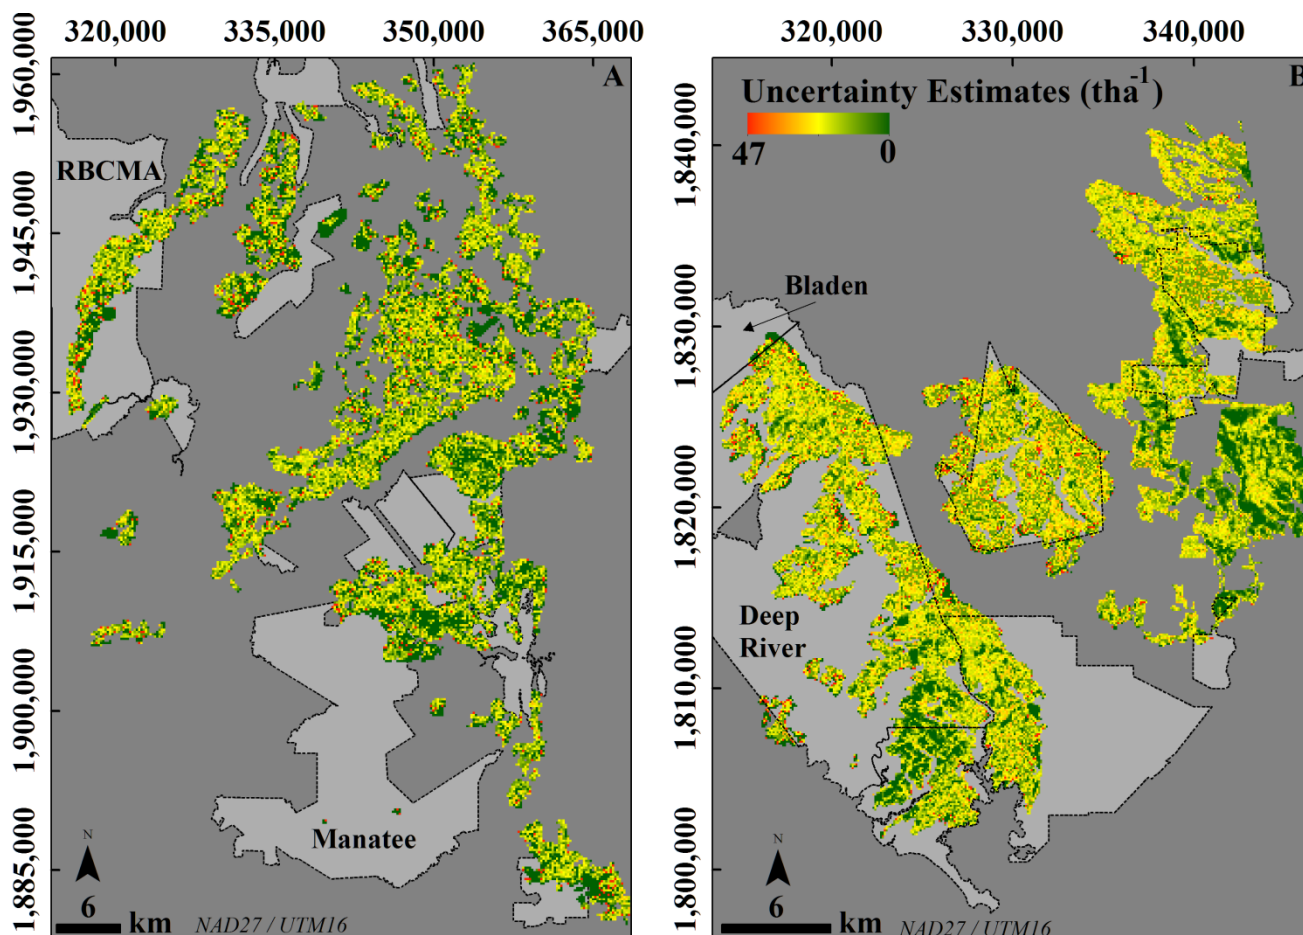 320,000 335,000 350,000 365,000
1,960,000
1,945,000
1,930,000
1,915,000
1,900,000
1,885,000
A
RBCMA
Manatee
N
6 km NAD27 / UTM16
320,000 330,000 340,000
1,840,000
1,830,000
1,820,000
1,810,000
1,800,000
B
Uncertainty Estimates (tha⁻¹)
47 0
Bladen
Deep
River
N
6 km NAD27 / UTM16